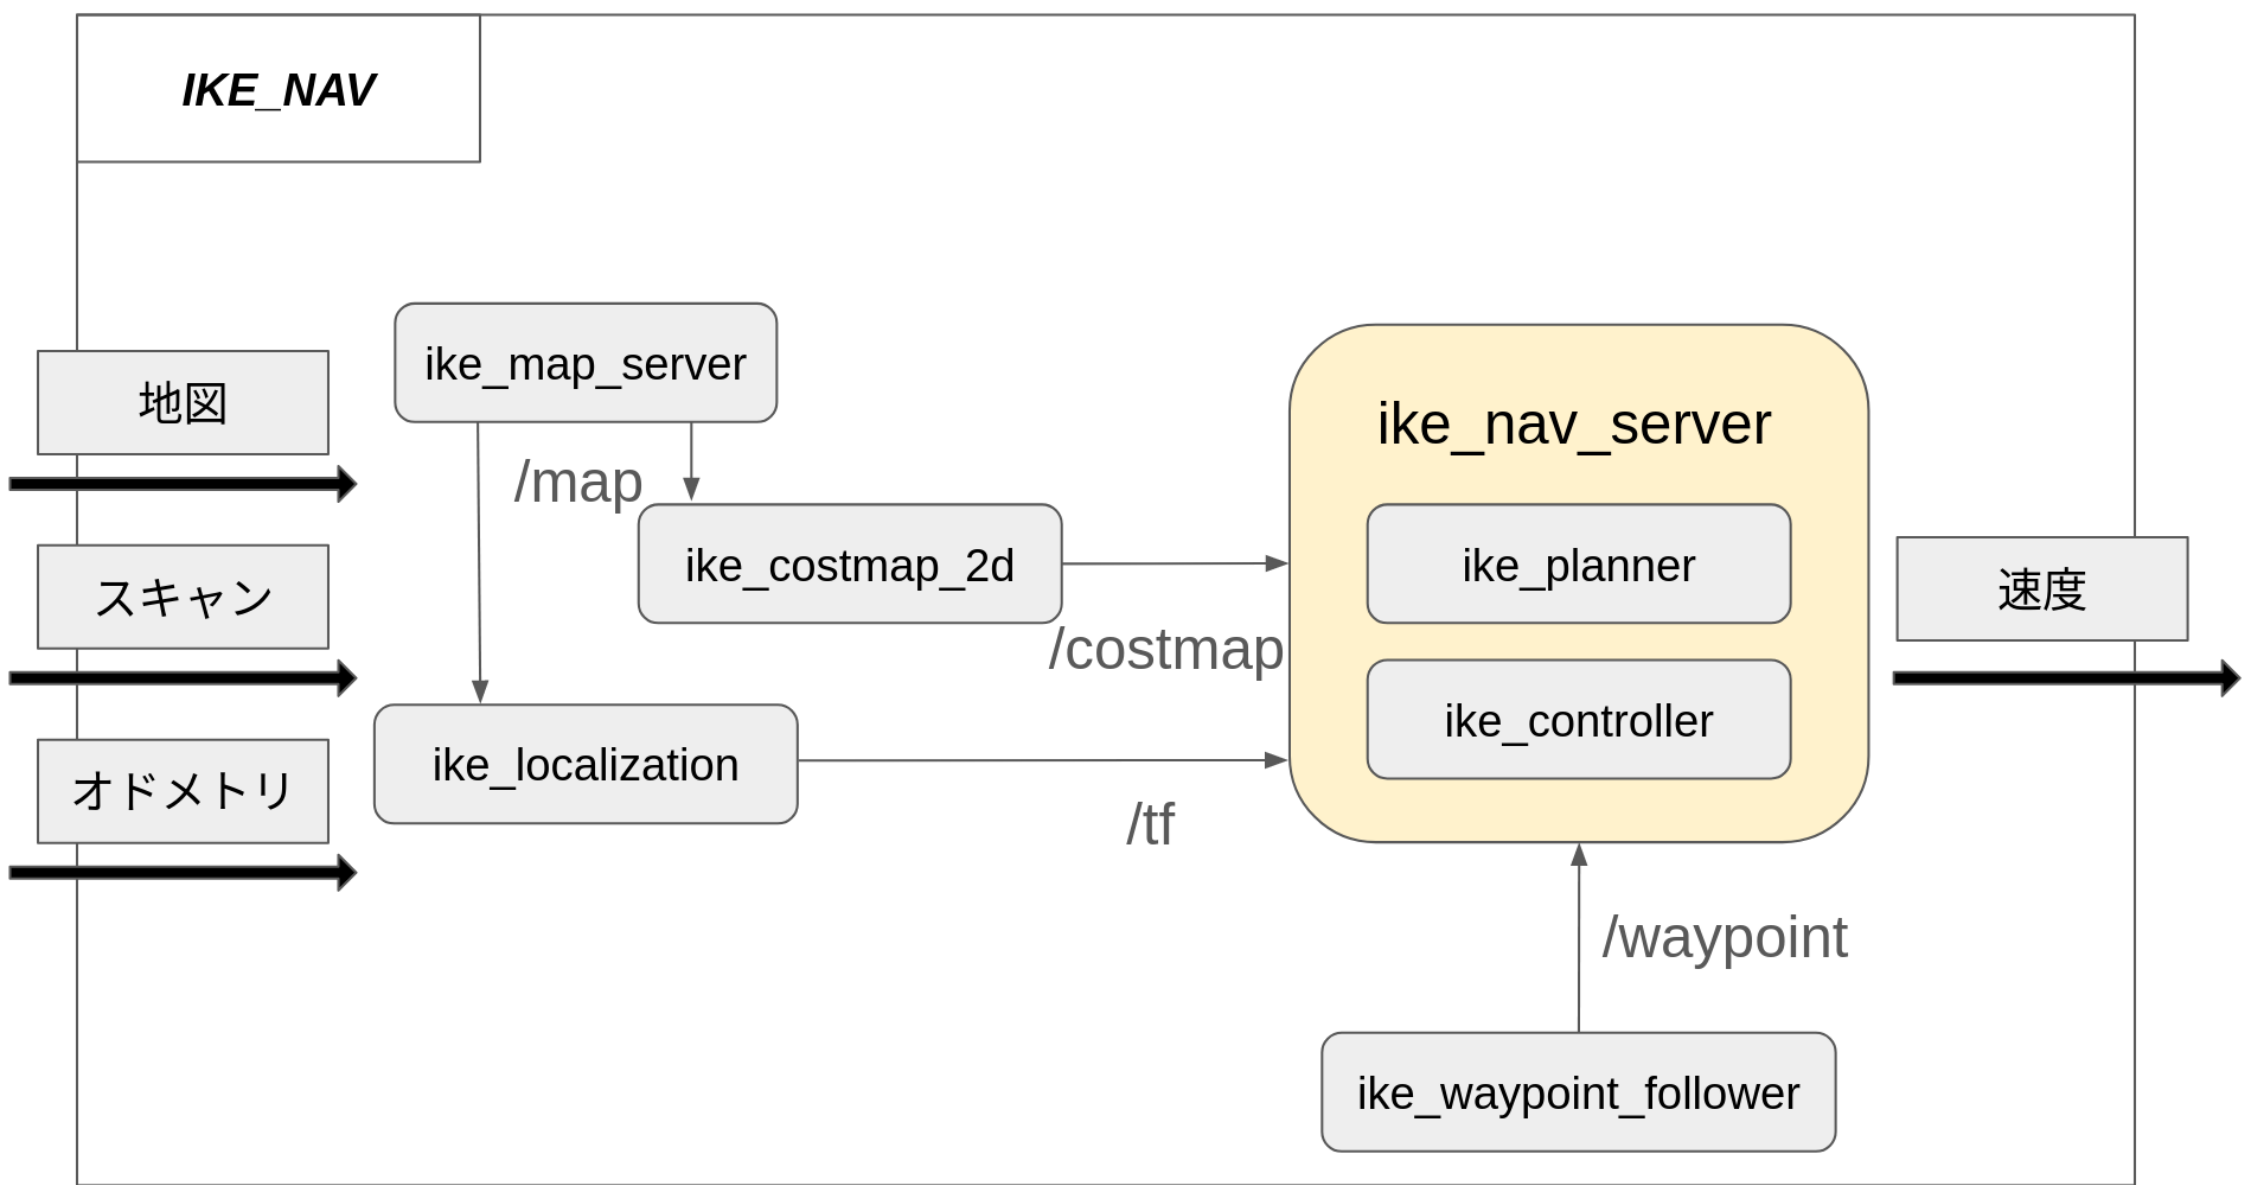 IKE_NAV
地図
スキャン
オドメトリ
ike_map_server
/map
ike_costmap_2d
/costmap
ike_localization
/tf
ike_nav_server
ike_planner
ike_controller
速度
/waypoint
ike_waypoint_follower